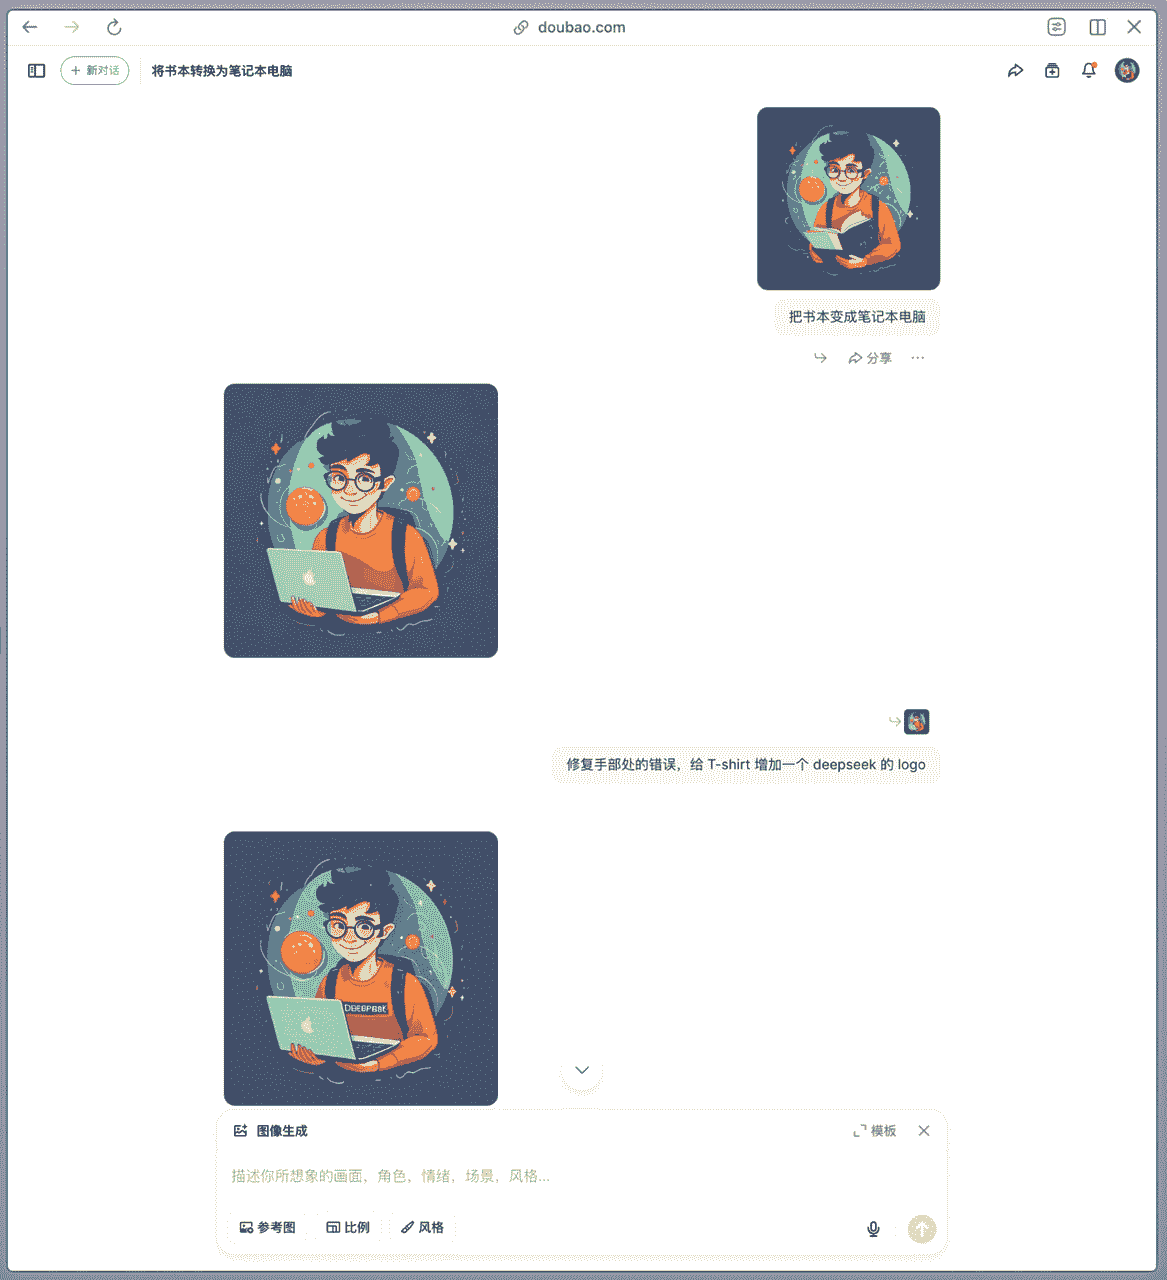 doubao.com
新对话
将书本转换为笔记本电脑
把书本变成笔记本电脑
分享
修复手部处的错误，给 T-shirt 增加一个 deepseek 的 logo
图像生成
模板
描述你所想象的画面，角色，情绪，场景，风格...
参考图
比例
风格